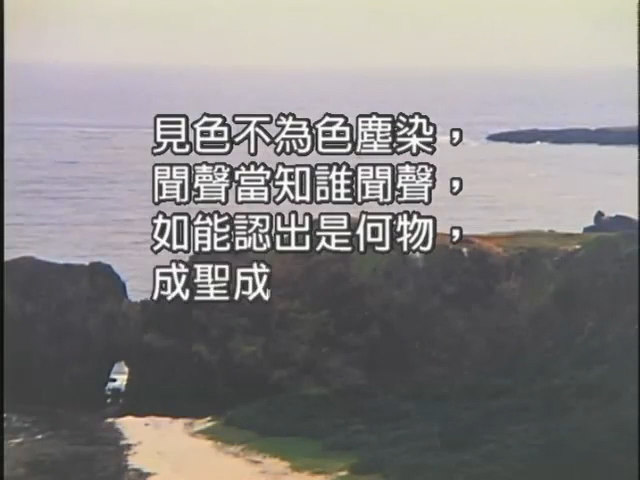 見色不為色塵染，
聞聲當知誰聞聲，
如能認出是何物，
成聖成